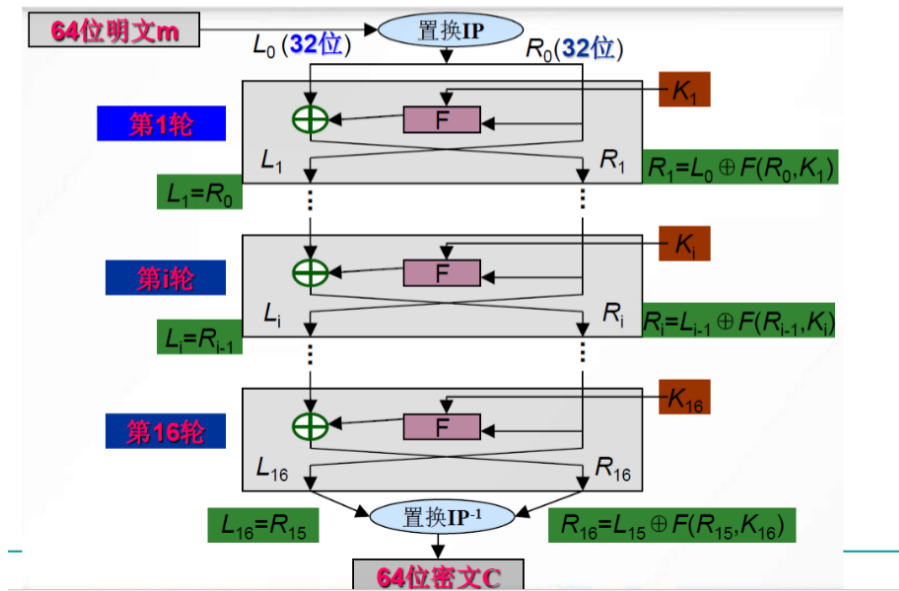 64位明文m
置换IP
L₀ (32位)
R₀(32位)
K₁
第1轮
F
L₁
R₁
R₁=L₀⊕F(R₀,K₁)
L₁=R₀
⋮
⋮
Kᵢ
第i轮
F
Lᵢ
Rᵢ
Rᵢ=Lᵢ₋₁⊕F(Rᵢ₋₁,Kᵢ)
Lᵢ=Rᵢ₋₁
⋮
⋮
K₁₆
第16轮
F
L₁₆
R₁₆
L₁₆=R₁₅
置换IP⁻¹
R₁₆=L₁₅⊕F(R₁₅,K₁₆)
64位密文C